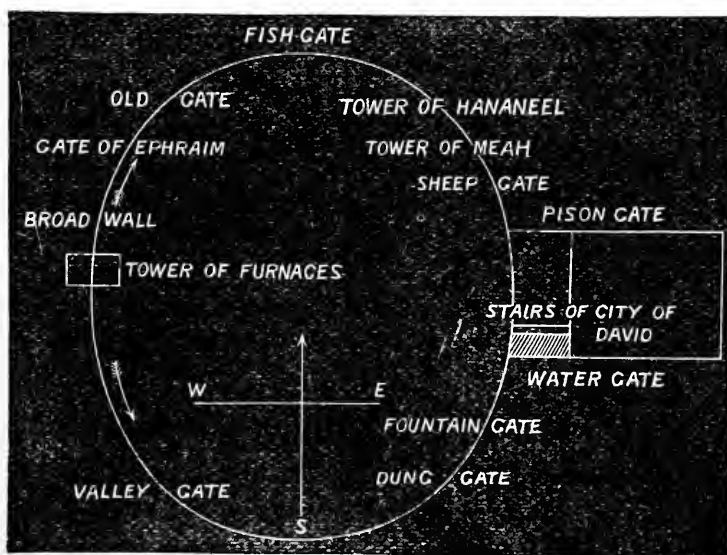 FISH GATE
OLD GATE
TOWER OF HANANEEL
GATE OF EPHRAIM
TOWER OF MEAH
SHEEP GATE
BROAD WALL
PISON GATE
TOWER OF FURNACES
STAIRS OF CITY OF
DAVID
WATER GATE
W
E
FOUNTAIN GATE
DUNG GATE
VALLEY GATE
S